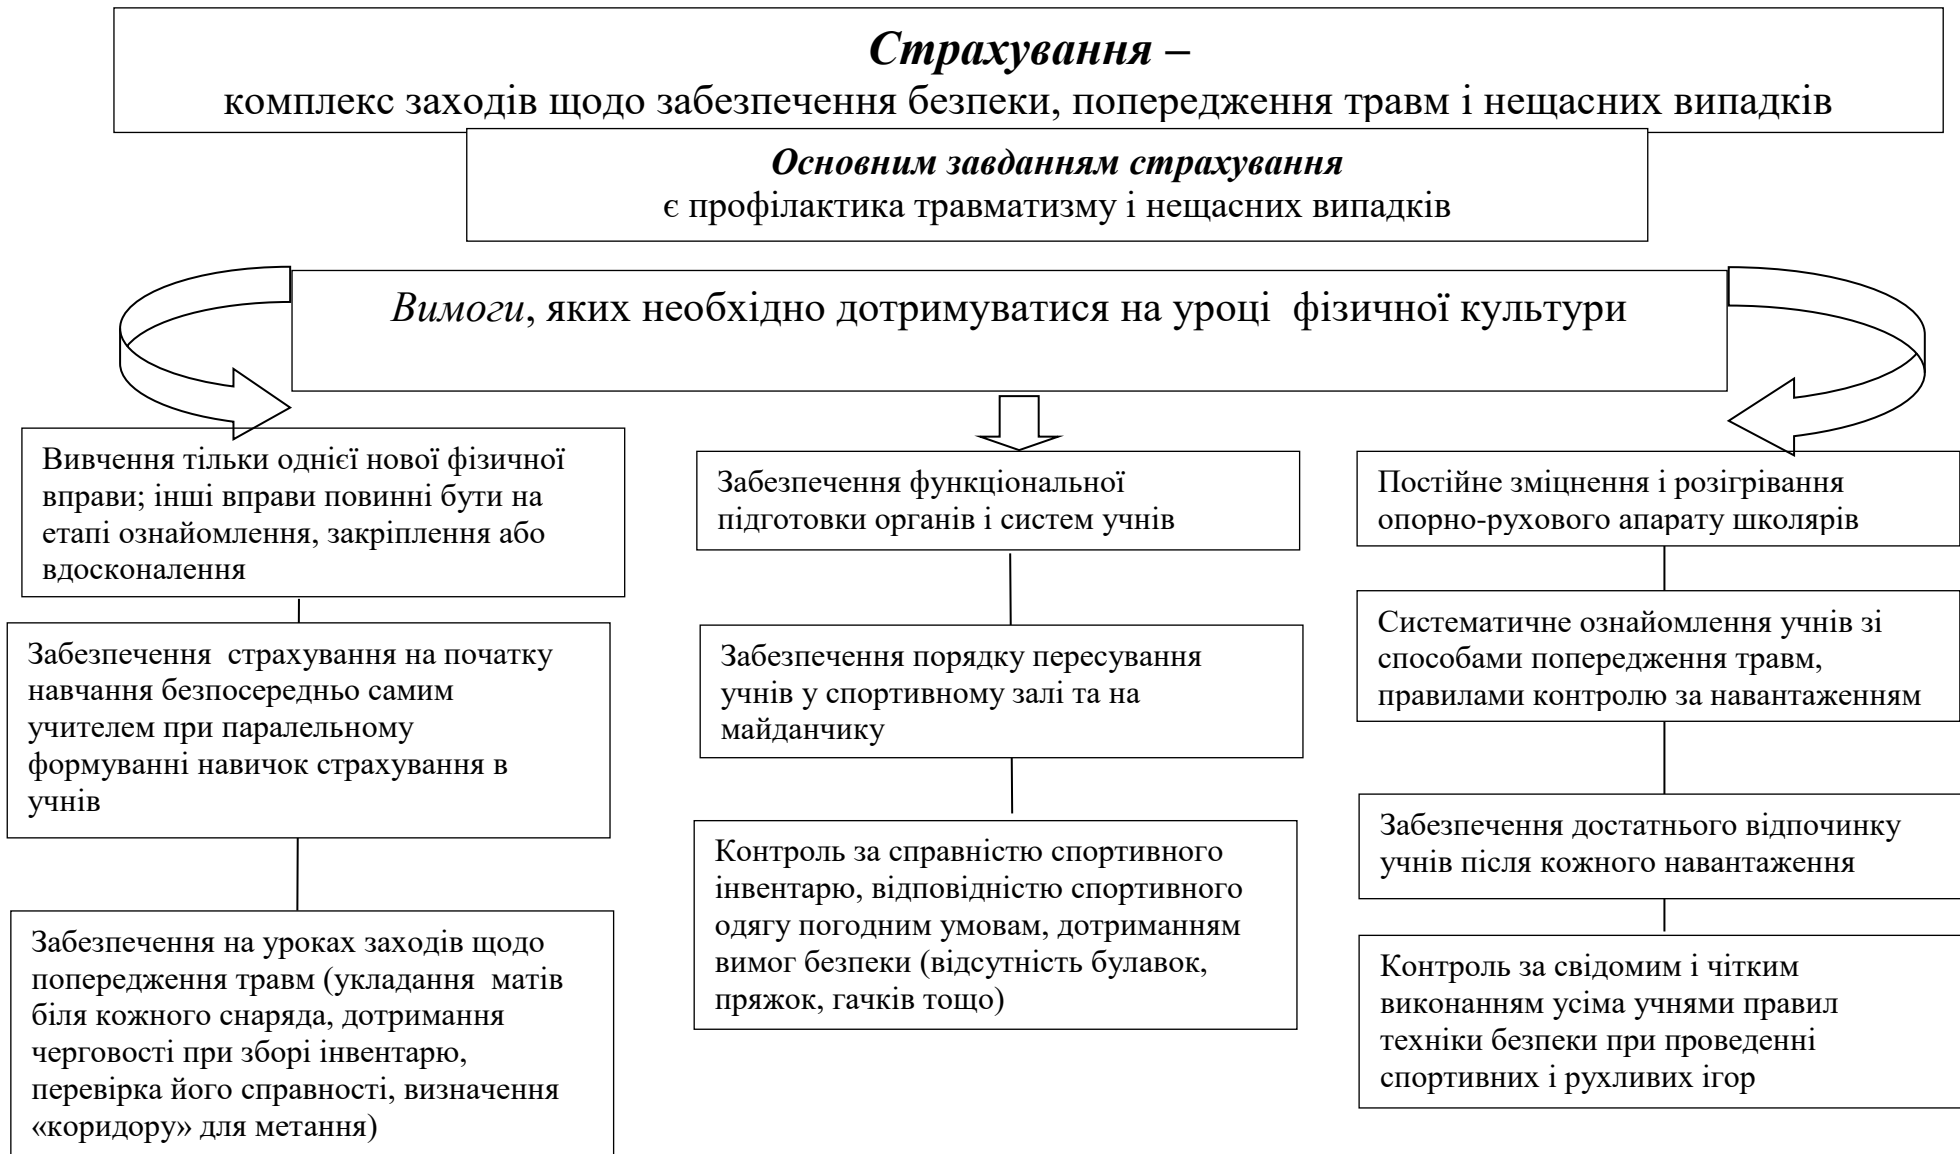 Страхування –
комплекс заходів щодо забезпечення безпеки, попередження травм і нещасних випадків
Основним завданням страхування
є профілактика травматизму і нещасних випадків
Вимоги, яких необхідно дотримуватися на уроці  фізичної культури
Вивчення тільки однієї нової фізичної
вправи; інші вправи повинні бути на
етапі ознайомлення, закріплення або
вдосконалення
Забезпечення  страхування на початку
навчання безпосередньо самим
учителем при паралельному
формуванні навичок страхування в
учнів
Забезпечення на уроках заходів щодо
попередження травм (укладання  матів
біля кожного снаряда, дотримання
черговості при зборі інвентарю,
перевірка його справності, визначення
«коридору» для метання)
Забезпечення функціональної
підготовки органів і систем учнів
Забезпечення порядку пересування
учнів у спортивному залі та на
майданчику
Контроль за справністю спортивного
інвентарю, відповідністю спортивного
одягу погодним умовам, дотриманням
вимог безпеки (відсутність булавок,
пряжок, гачків тощо)
Постійне зміцнення і розігрівання
опорно-рухового апарату школярів
Систематичне ознайомлення учнів зі
способами попередження травм,
правилами контролю за навантаженням
Забезпечення достатнього відпочинку
учнів після кожного навантаження
Контроль за свідомим і чітким
виконанням усіма учнями правил
техніки безпеки при проведенні
спортивних і рухливих ігор